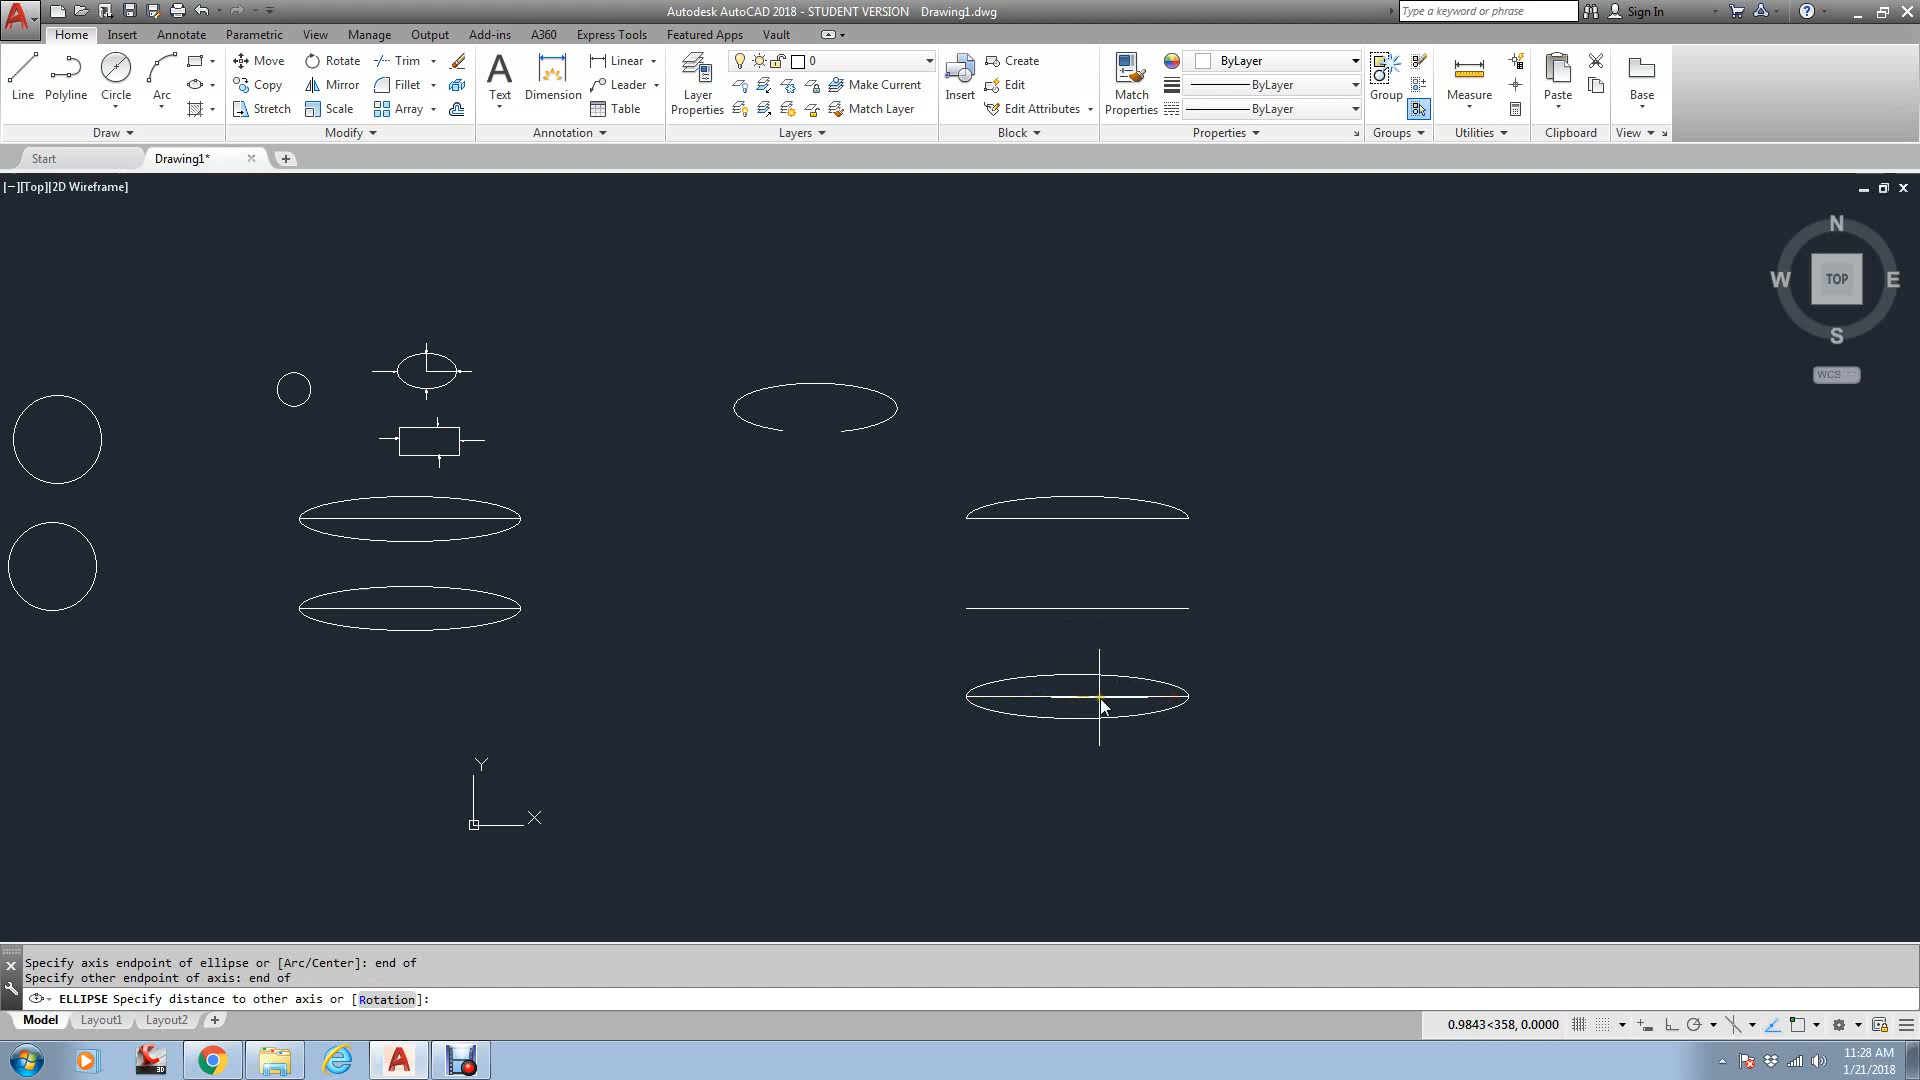 Autodesk AutoCAD 2018 - STUDENT VERSION Drawing1.dwg
Type a keyword or phrase
Sign In
Home Insert Annotate Parametric View Manage Output Add-ins A360 Express Tools Featured Apps Vault
Line Polyline Circle Arc
Move Rotate Trim
Copy Mirror Fillet
Stretch Scale Array
Text Dimension
Linear
Leader
Table
Layer Properties
0
Make Current
Match Layer
Insert
Create
Edit
Edit Attributes
Match Properties
ByLayer
ByLayer
ByLayer
Group
Measure
Paste
Base
Draw Modify Annotation Layers Block Properties Groups Utilities Clipboard View
Start Drawing1*
[−][Top][2D Wireframe]
N
W TOP E
S
WCS
Y
X
Specify axis endpoint of ellipse or [Arc/Center]: end of
Specify other endpoint of axis: end of
ELLIPSE Specify distance to other axis or [Rotation]:
Model Layout1 Layout2
0.9843<358, 0.0000
3D
11:28 AM
1/21/2018